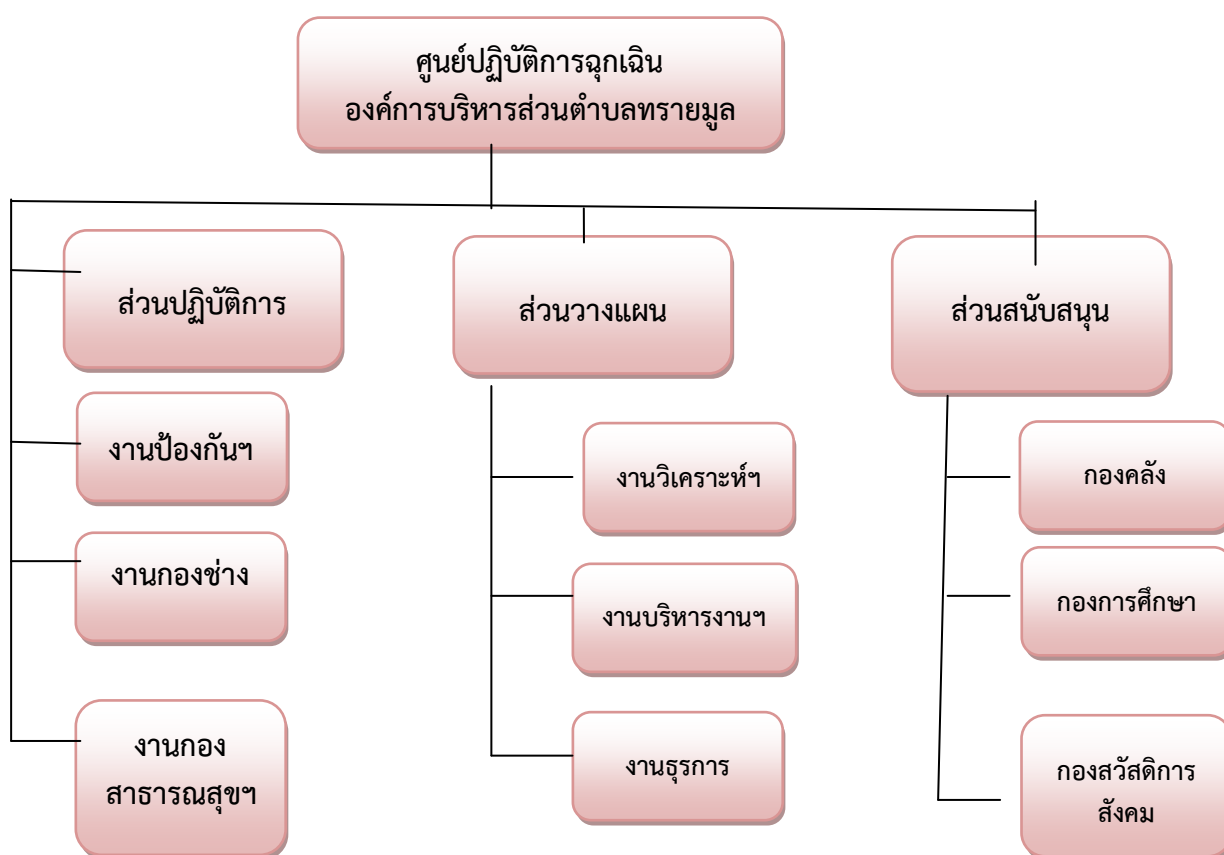 ศูนย์ปฏิบัติการฉุกเฉิน
องค์การบริหารส่วนตำบลทรายมูล
ส่วนปฏิบัติการ
งานป้องกันฯ
งานกองช่าง
งานกอง
สาธารณสุขฯ
ส่วนวางแผน
งานวิเคราะห์ฯ
งานบริหารงานฯ
งานธุรการ
ส่วนสนับสนุน
กองคลัง
กองการศึกษา
กองสวัสดิการ
สังคม